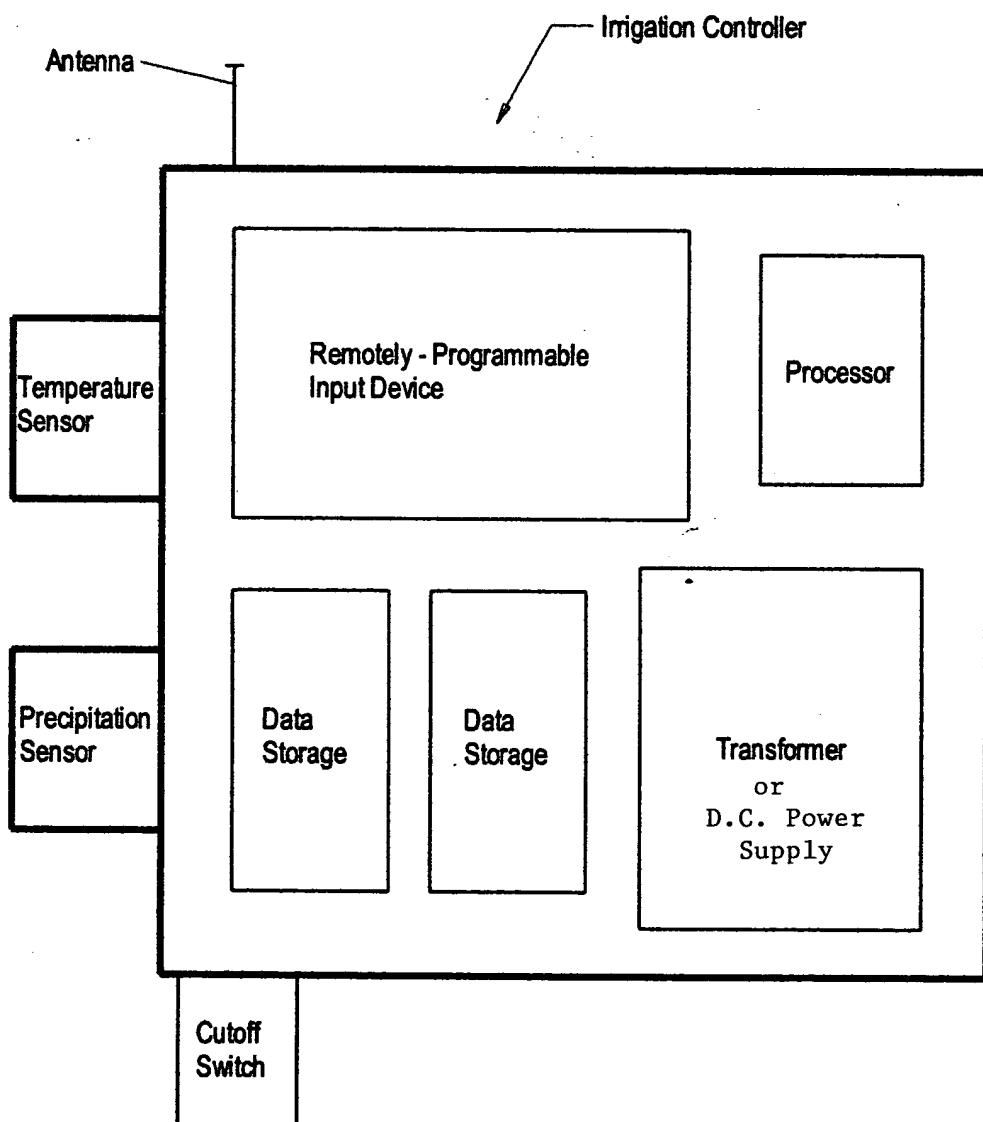 Irrigation Controller
Antenna
Remotely - Programmable
Input Device
Processor
Temperature
Sensor
Precipitation
Sensor
Data
Storage
Data
Storage
Transformer
or
D.C. Power
Supply
Cutoff
Switch